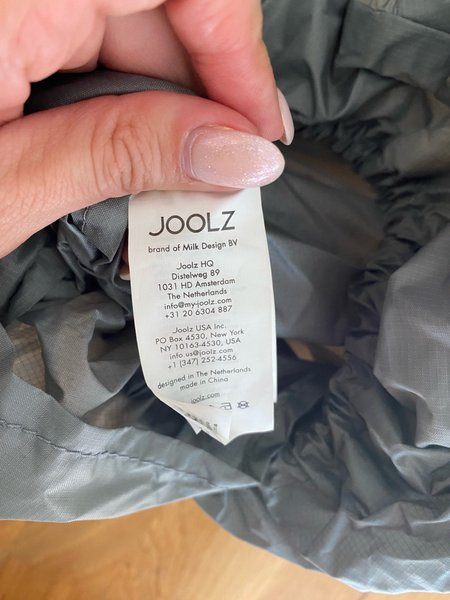 JOOLZ
brand of Milk Design BV
Joolz HQ
Distelweg 89
1031 HD Amsterdam
The Netherlands
info@my-joolz.com
+31 20 6304 887
Joolz USA Inc.
PO Box 4530, New York
NY 10163-4530, USA
info.us@joolz.com
+1 (347) 252-4556
designed in The Netherlands
made in China
joolz.com